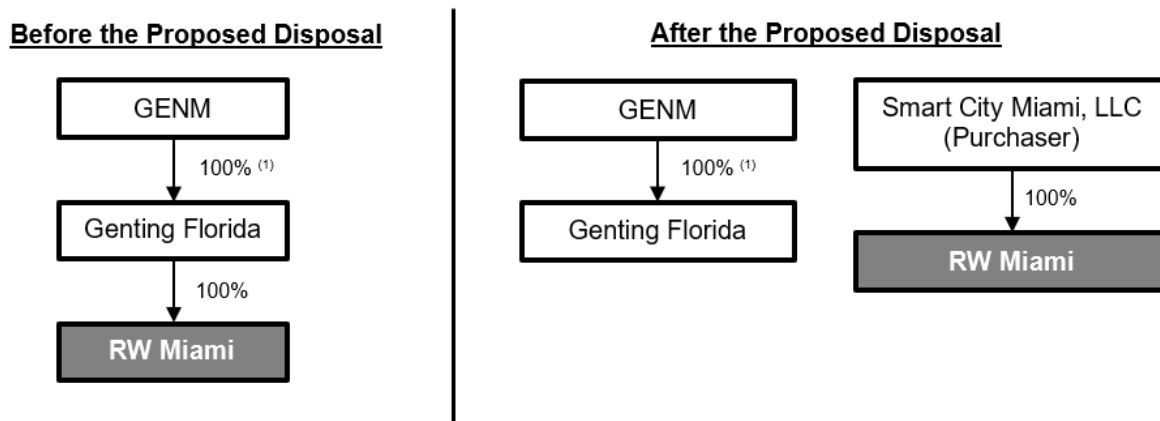 Before the Proposed Disposal
GENM
100% (1)
Genting Florida
100%
RW Miami
After the Proposed Disposal
GENM
100% (1)
Genting Florida
Smart City Miami, LLC
(Purchaser)
100%
RW Miami